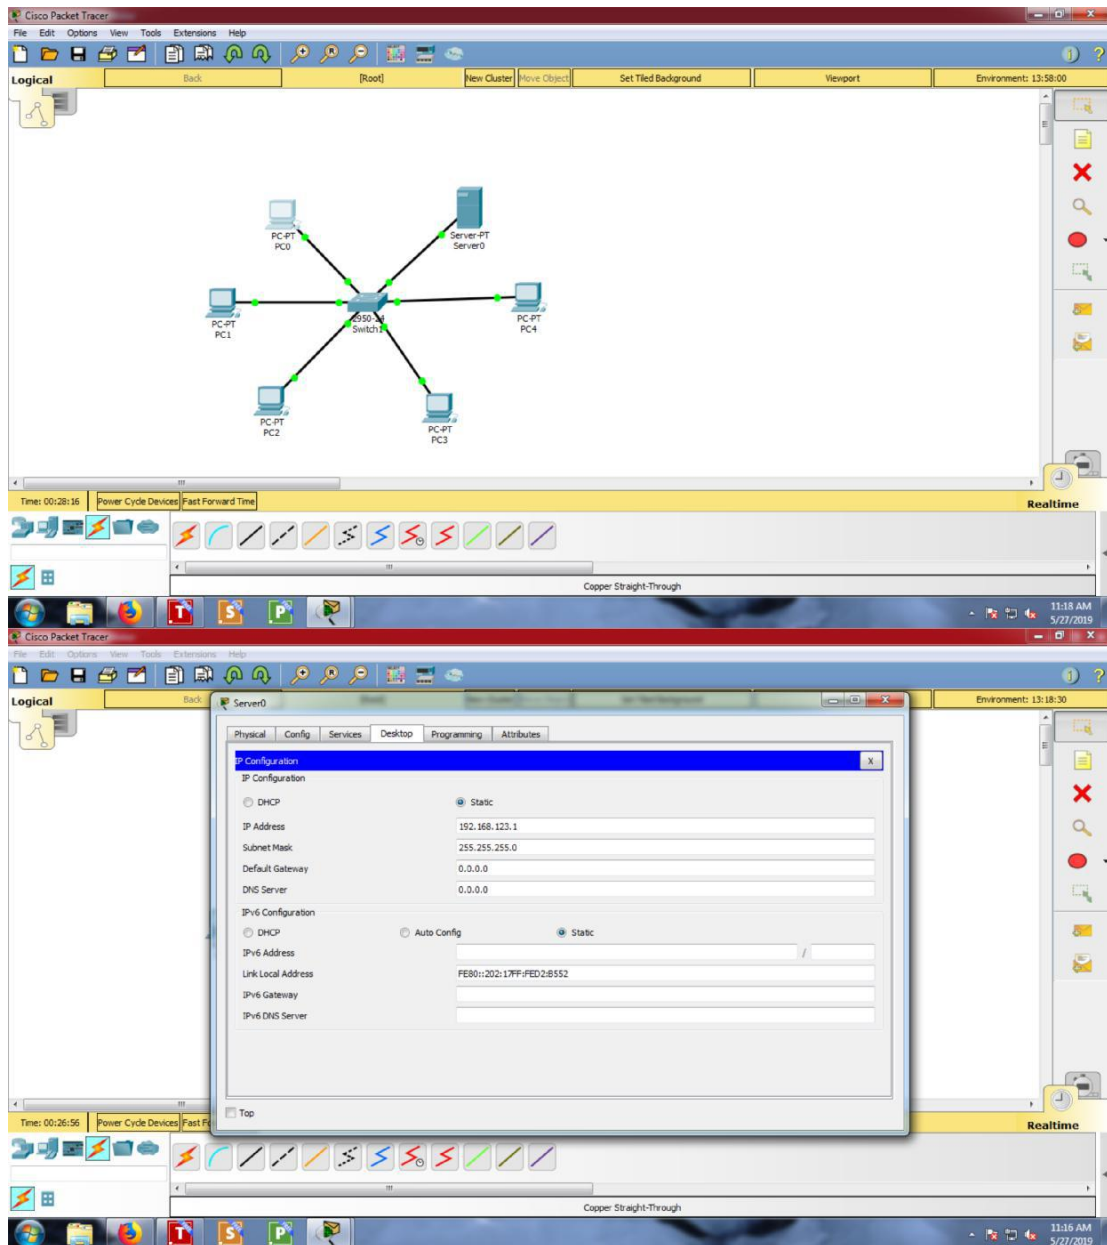 Cisco Packet Tracer
File Edit Options View Tools Extensions Help
Logical Back [Root] New Cluster Move Object Set Tiled Background Viewport Environment: 13:58:00
PC-PT
PC0
Server-PT
Server0
PC-PT
PC1
2950-24
Switch1
PC-PT
PC4
PC-PT
PC2
PC-PT
PC3
Time: 00:28:16 Power Cycle Devices Fast Forward Time Realtime
Copper Straight-Through
11:18 AM
5/27/2019
Cisco Packet Tracer
File Edit Options View Tools Extensions Help
Logical Back Environment: 13:18:30
Server0
Physical Config Services Desktop Programming Attributes
IP Configuration X
IP Configuration
DHCP Static
IP Address 192.168.123.1
Subnet Mask 255.255.255.0
Default Gateway 0.0.0.0
DNS Server 0.0.0.0
IPv6 Configuration
DHCP Auto Config Static
IPv6 Address /
Link Local Address FE80::202:17FF:FED2:B552
IPv6 Gateway
IPv6 DNS Server
Top
Time: 00:26:56 Power Cycle Devices Fast Realtime
Copper Straight-Through
11:16 AM
5/27/2019